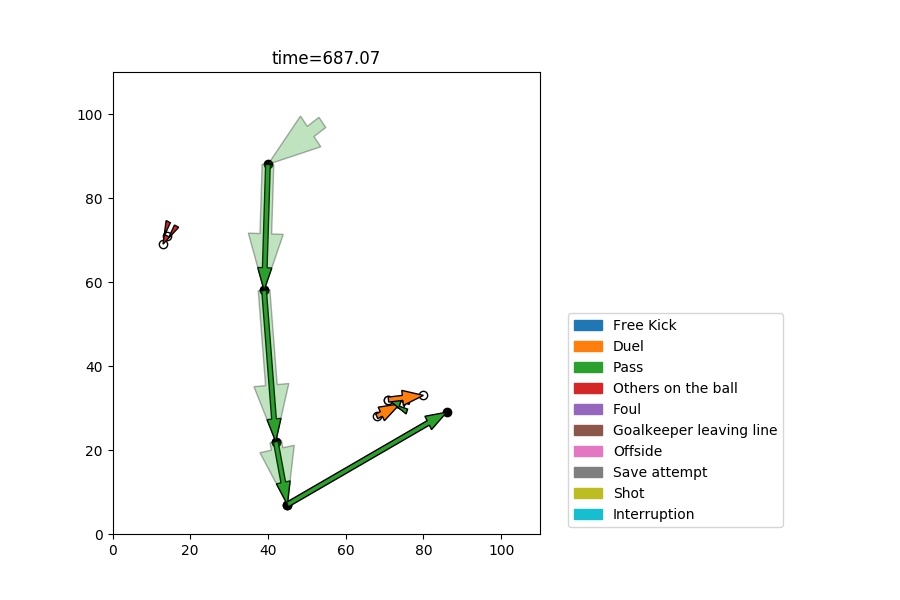 time=687.07
100
80
60
40
20
0
0 20 40 60 80 100
Free Kick
Duel
Pass
Others on the ball
Foul
Goalkeeper leaving line
Offside
Save attempt
Shot
Interruption